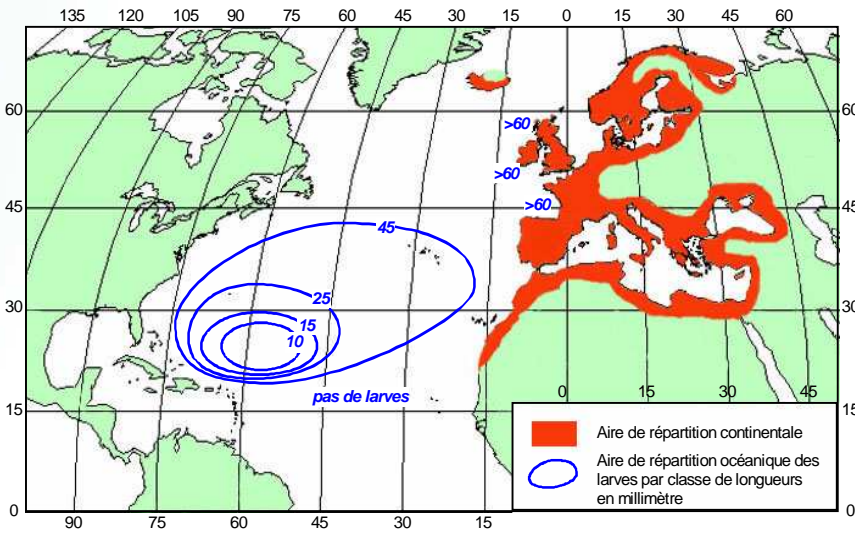 135 120 105 90 75 60 45 30 15 0 15 30 45 60
60 >60 60
>60
45 >60 45
45
30 25 30
15
10
pas de larves
0 15 30 45
15 15
Aire de répartition continentale
Aire de répartition océanique des
larves par classe de longueurs
en millimètre
0 0
90 75 60 45 30 15